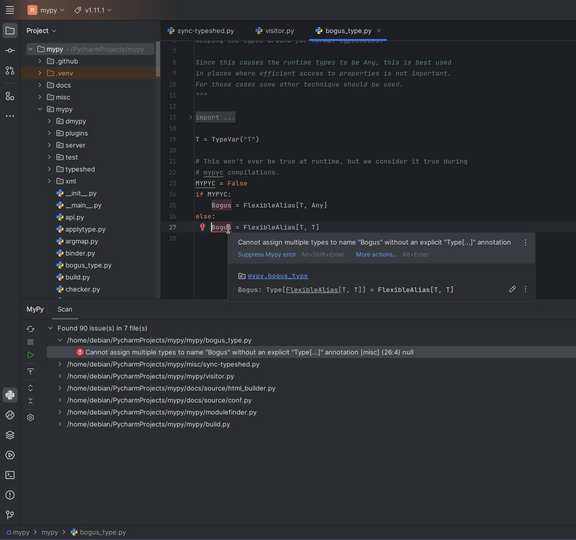 mypy
v1.11.1
Project
sync-typeshed.py
visitor.py
bogus_type.py
mypy ~/PycharmProjects/mypy
.github
.venv
docs
misc
mypy
dmypy
plugins
server
test
typeshed
xml
__init__.py
__main__.py
api.py
applytype.py
argmap.py
binder.py
bogus_type.py
build.py
checker.py
7
8 Since this causes the runtime types to be Any, this is best used
9 in places where efficient access to properties is not important.
10 For those cases some other technique should be used.
11 """
12
13 import ...
18
19 T = TypeVar("T")
20
21 # This won't ever be true at runtime, but we consider it true during
22 # mypyc compilations.
23 MYPYC = False
24 if MYPYC:
25 Bogus = FlexibleAlias[T, Any]
26 else:
27 Bogus = FlexibleAlias[T, T]
28
Cannot assign multiple types to name "Bogus" without an explicit "Type[...]" annotation
Suppress Mypy error Alt+Shift+Enter More actions... Alt+Enter
mypy.bogus_type
Bogus: Type[FlexibleAlias[T, T]] = FlexibleAlias[T, T]
MyPy Scan
Found 90 issue(s) in 7 file(s)
/home/debian/PycharmProjects/mypy/mypy/bogus_type.py
Cannot assign multiple types to name "Bogus" without an explicit "Type[...]" annotation [misc] (26:4) null
/home/debian/PycharmProjects/mypy/misc/sync-typeshed.py
/home/debian/PycharmProjects/mypy/mypy/visitor.py
/home/debian/PycharmProjects/mypy/docs/source/html_builder.py
/home/debian/PycharmProjects/mypy/docs/source/conf.py
/home/debian/PycharmProjects/mypy/mypy/modulefinder.py
/home/debian/PycharmProjects/mypy/mypy/build.py
mypy > mypy > bogus_type.py